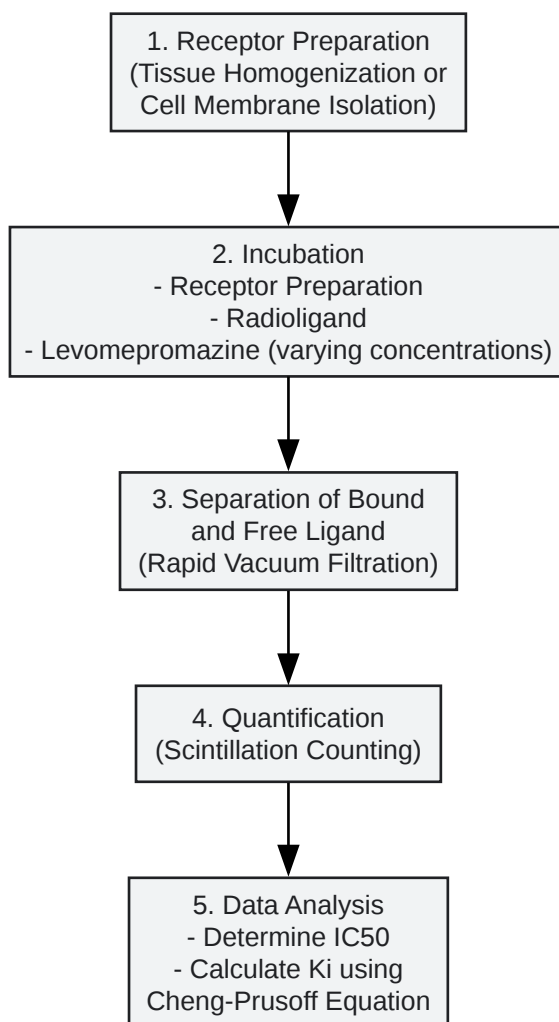 1. Receptor Preparation
(Tissue Homogenization or
Cell Membrane Isolation)
2. Incubation
- Receptor Preparation
- Radioligand
- Levomepromazine (varying concentrations)
3. Separation of Bound
and Free Ligand
(Rapid Vacuum Filtration)
4. Quantification
(Scintillation Counting)
5. Data Analysis
- Determine IC50
- Calculate Ki using
Cheng-Prusoff Equation